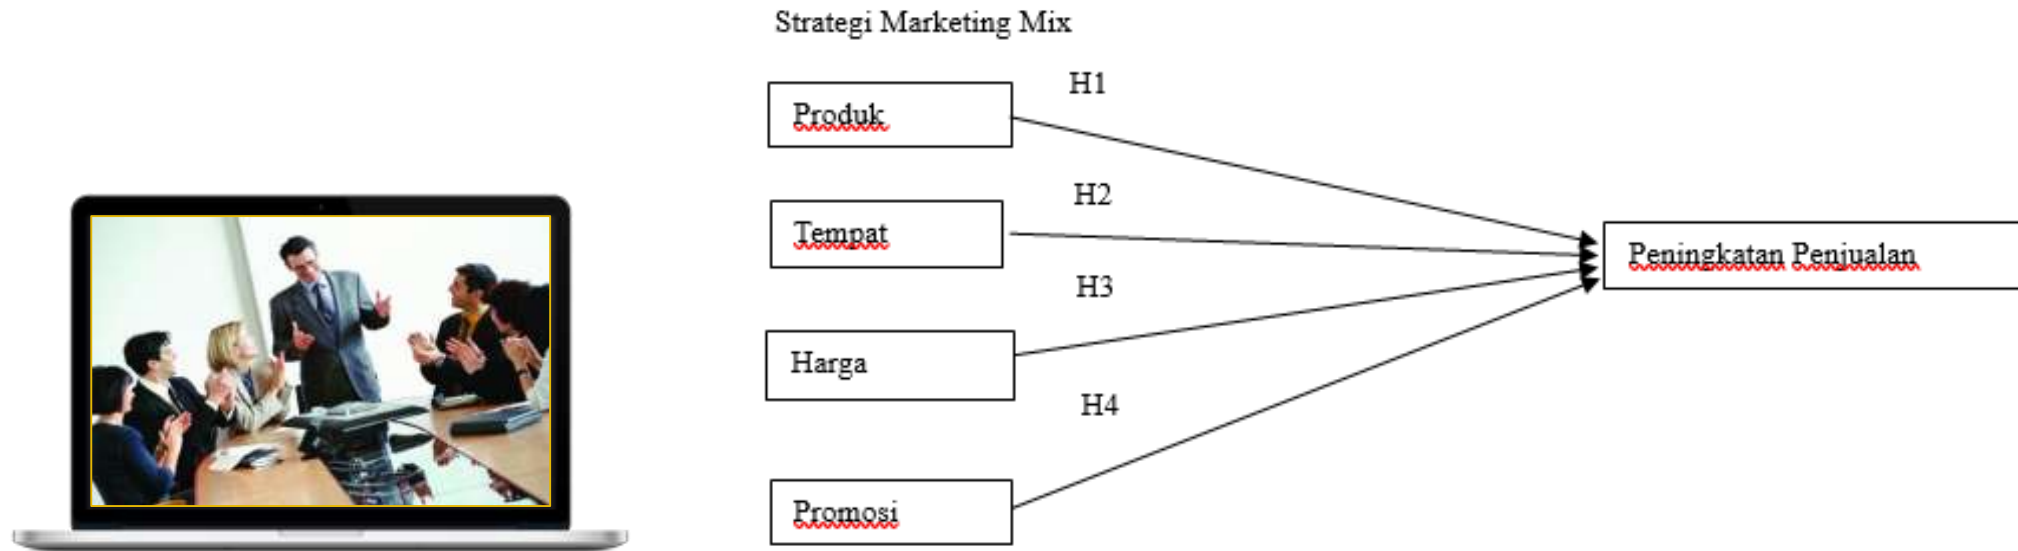 Strategi Marketing Mix
H1
Produk
H2
Tempat
Peningkatan Penjualan
H3
Harga
H4
Promosi